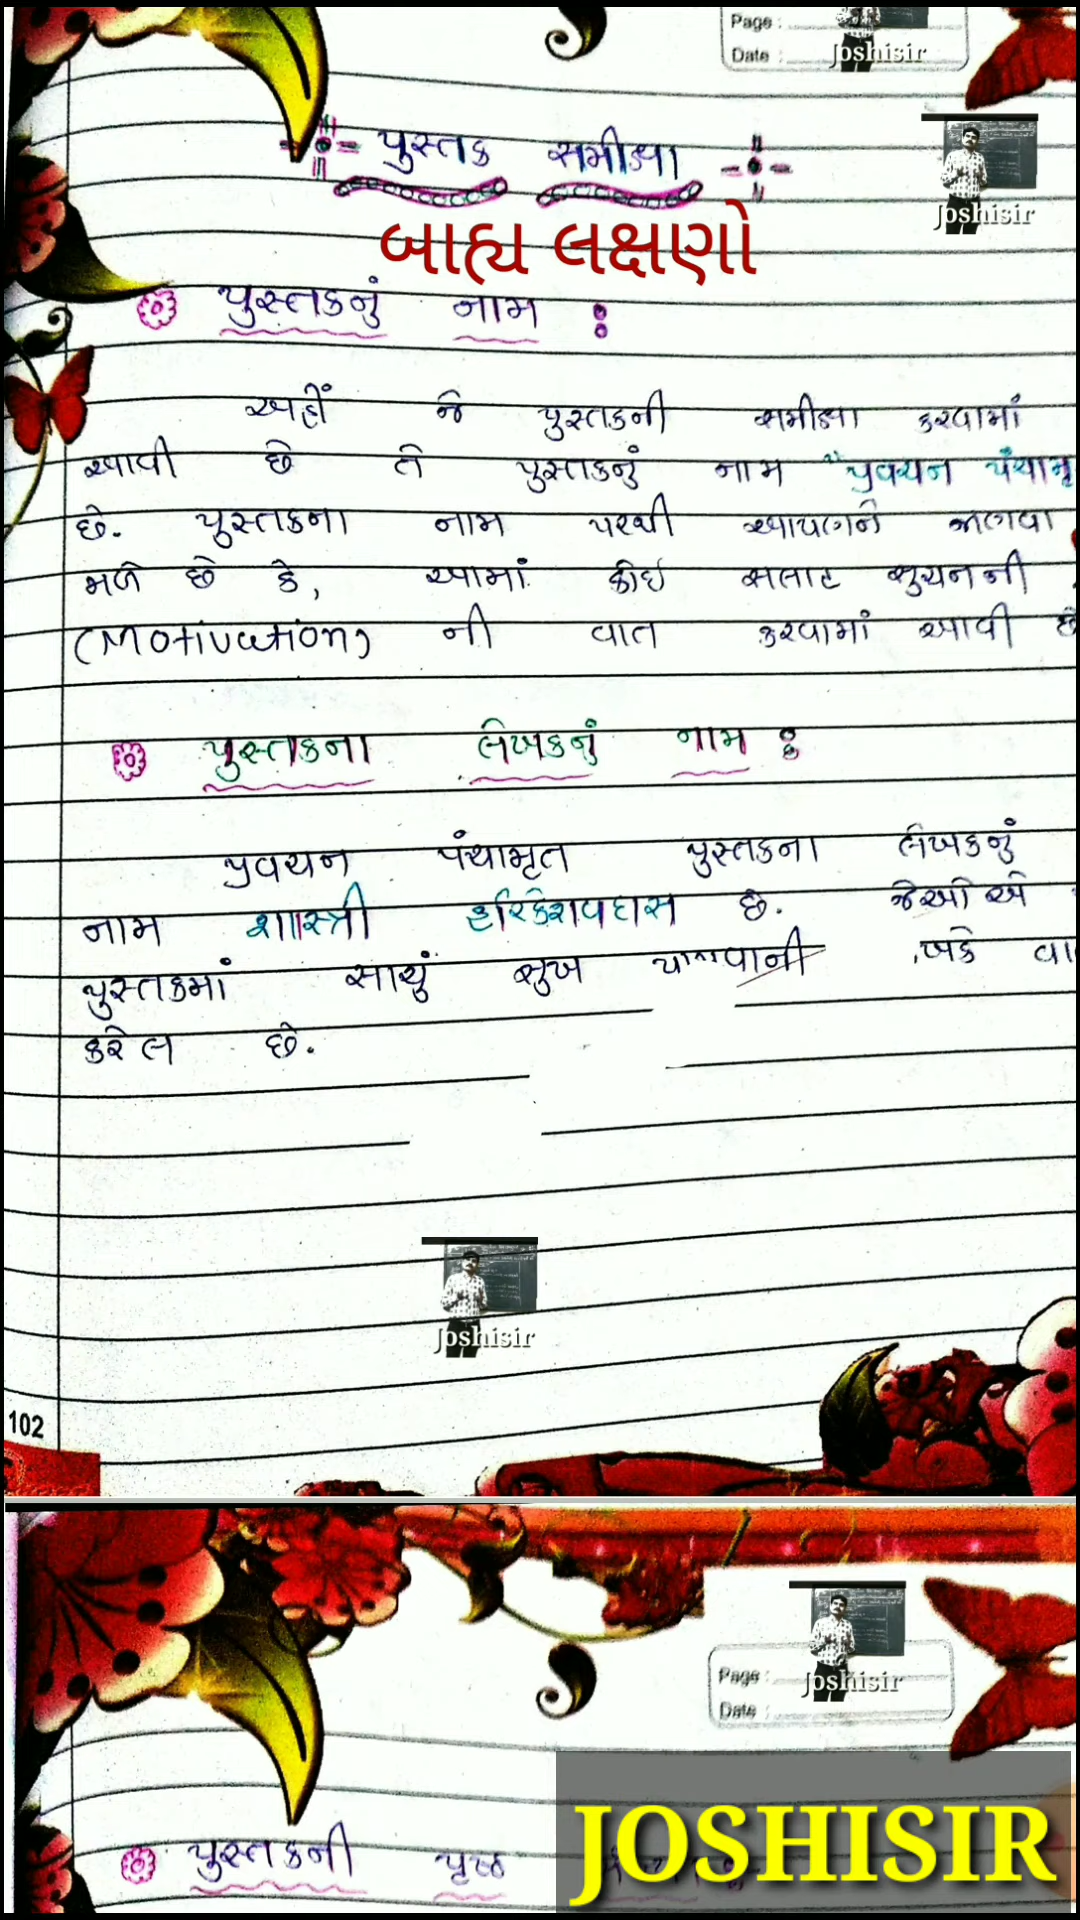 Page :
Joshisir
Date :
પુસ્તક સમીક્ષા
Joshisir
બાહ્ય લક્ષણો
પુસ્તકનું નામ :
અહીં જે પુસ્તકની સમીક્ષા કરવામાં
આવી છે તે પુસ્તકનું નામ "પ્રવચન પંચામૃ
છે. પુસ્તકના નામ પરથી આપણને જાણવા
મળે છે કે, આમાં કોઇ સલાહ સુચનની
(Motivation) ની વાત કરવામાં આવી છે
પુસ્તકના લેખકનું નામ :
પ્રવચન પંચામૃત પુસ્તકના લેખકનું
નામ શાસ્ત્રી હરિકેશવદાસ છે. જેઓએ
પુસ્તકમાં સાચું સુખ વા
કરેલ છે.
Joshisir
102
Page :
Joshisir
Date :
પુસ્તકની પૃષ્ઠ
JOSHISIR